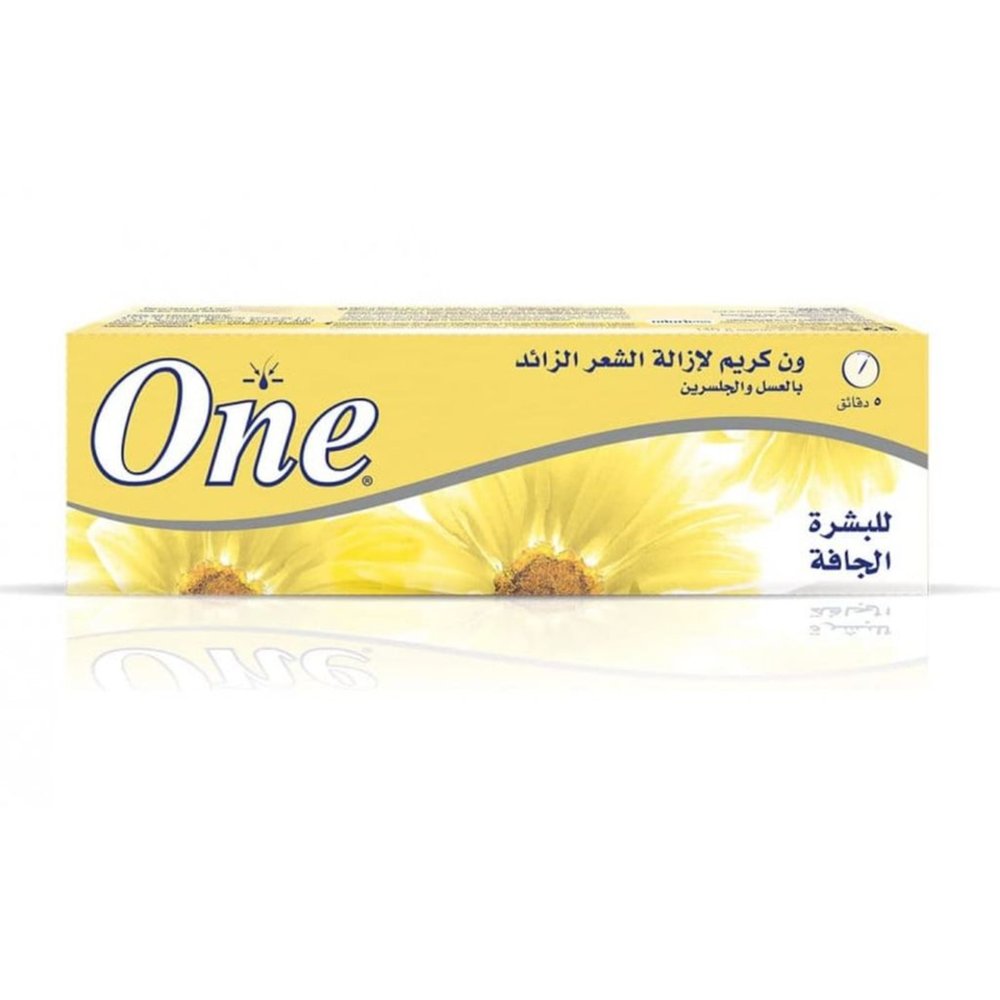 One
ون كريم لإزالة الشعر الزائد
بالعسل والجلسرين
٥ دقائق
للبشرة
الجافة